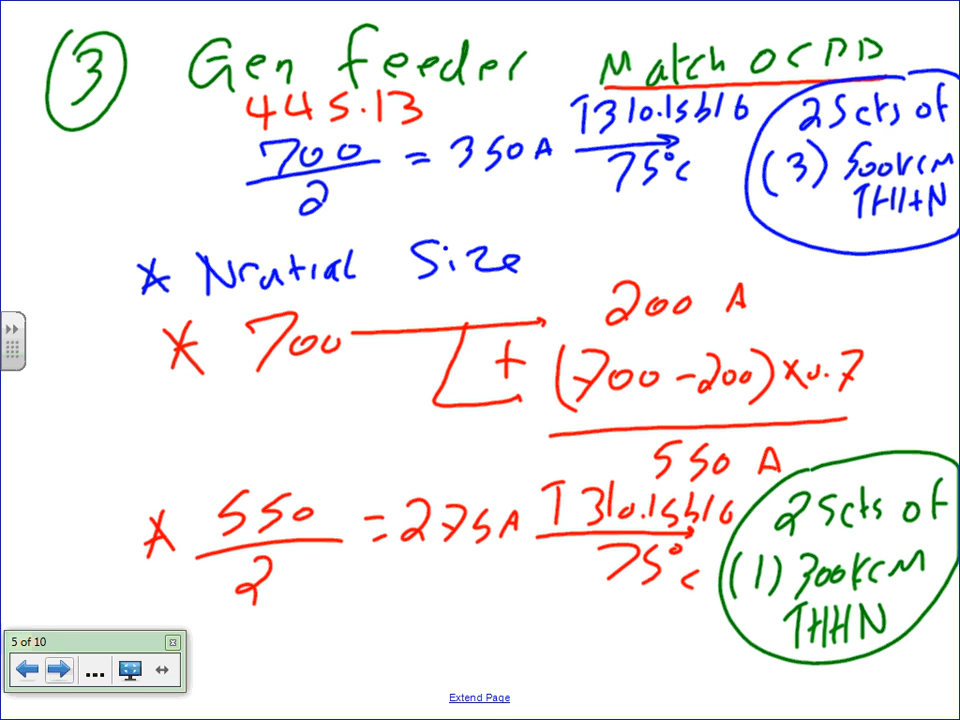 ③ Gen feeder Match OCPD
445.13
700 / 2 = 350A T310.15b16 75°C 2 Sets of (3) 500KCM THHN
* Nratial Size
* 700 200 A
+ (700 - 200) x 0.7
550 A
* 550 / 2 = 275A T310.15b16 75°C 2 Sets of (1) 300KCM THHN
5 of 10
Extend Page